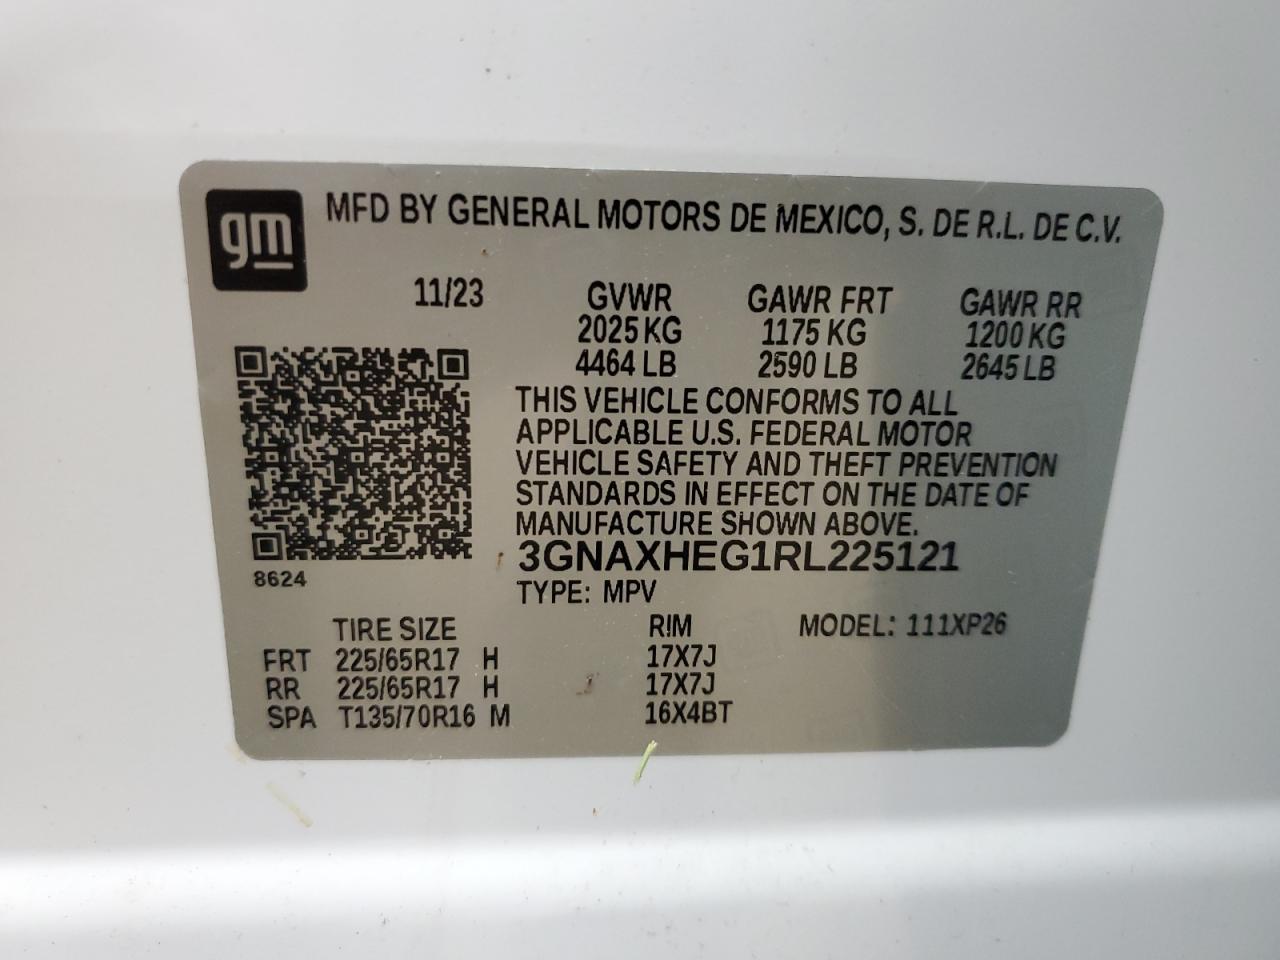 gm
MFD BY GENERAL MOTORS DE MEXICO, S. DE R.L. DE C.V.
11/23 GVWR GAWR FRT GAWR RR
2025 KG 1175 KG 1200 KG
4464 LB 2590 LB 2645 LB
THIS VEHICLE CONFORMS TO ALL
APPLICABLE U.S. FEDERAL MOTOR
VEHICLE SAFETY AND THEFT PREVENTION
STANDARDS IN EFFECT ON THE DATE OF
MANUFACTURE SHOWN ABOVE.
3GNAXHEG1RL225121
8624
TYPE: MPV
TIRE SIZE RIM MODEL: 111XP26
FRT 225/65R17 H 17X7J
RR 225/65R17 H 17X7J
SPA T135/70R16 M 16X4BT